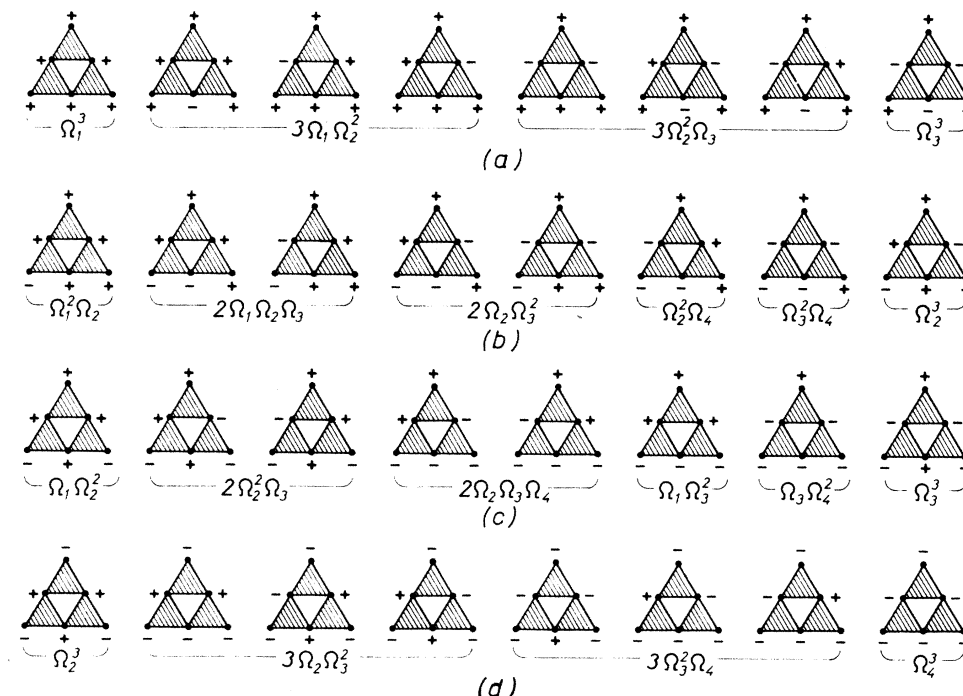 + + + + + + + +
+ + + + - + + - - - + - - + - -
+ + + + - + + + + + + + + + + + - + + - + + - +
Ω₁³ 3Ω₁Ω₂² 3Ω₂²Ω₃ Ω₃³
(a)
+ + + + + + + +
+ + + + - + + - - - - + - - + -
- + + - - + - + + - - + - + + - - + - - + - + +
Ω₁²Ω₂ 2Ω₁Ω₂Ω₃ 2Ω₂Ω₃² Ω₂²Ω₄ Ω₃²Ω₄ Ω₂³
(b)
+ + + + + + + +
+ + + - - + + - - + + + - - - -
- + - - + - - + - - - - - - - - - - - - - - + -
Ω₁Ω₂² 2Ω₂²Ω₃ 2Ω₂Ω₃Ω₄ Ω₁Ω₃² Ω₃Ω₄² Ω₃³
(c)
- - - - - - - -
+ + + + - + + - - - + - - + - -
- + - - - - - + - - + - - + - - - - - - - - - -
Ω₂³ 3Ω₂Ω₃² 3Ω₃²Ω₄ Ω₄³
(d)